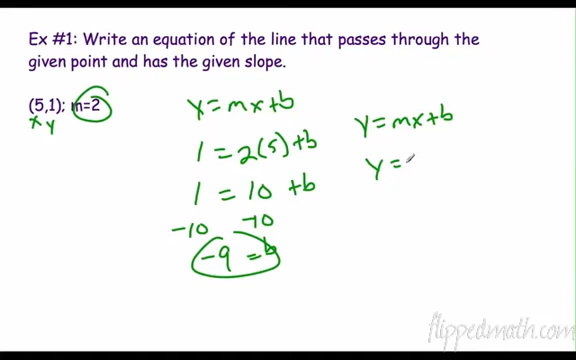 Ex #1: Write an equation of the line that passes through the
given point and has the given slope.
(5,1); m=2
x y
y = mx + b
1 = 2(5) + b
1 = 10 + b
-10 -10
-9 = b
y = mx + b
y =
flippedmath.com